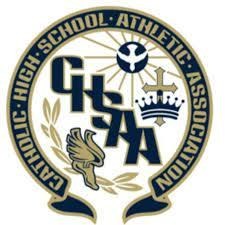 CATHOLIC · HIGH · SCHOOL · ATHLETIC · ASSOCIATION
CHSAA